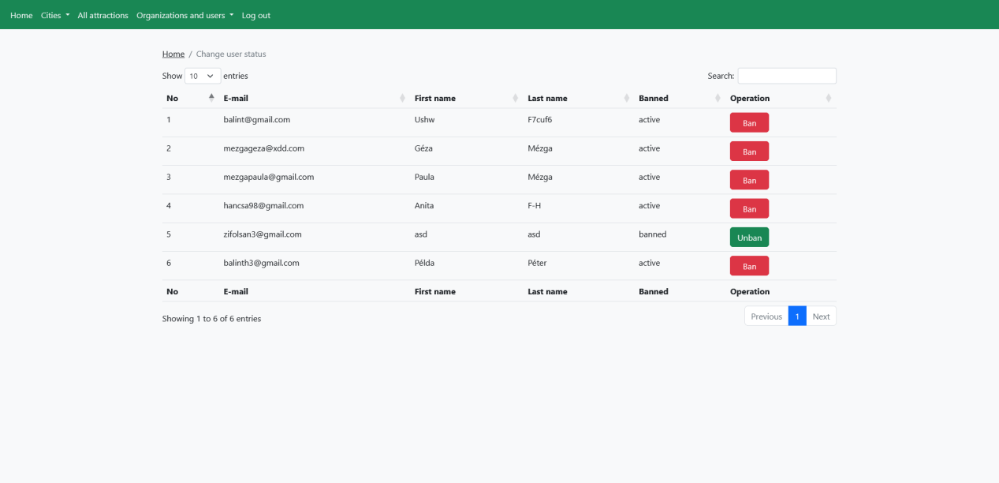 Home Cities All attractions Organizations and users Log out
Home / Change user status
Show 10 entries Search:
No E-mail First name Last name Banned Operation
1 balint@gmail.com Ushw F7cuf6 active Ban
2 mezgageza@xdd.com Géza Mézga active Ban
3 mezgapaula@gmail.com Paula Mézga active Ban
4 hancsa98@gmail.com Anita F-H active Ban
5 zifolsan3@gmail.com asd asd banned Unban
6 balinth3@gmail.com Példa Péter active Ban
No E-mail First name Last name Banned Operation
Showing 1 to 6 of 6 entries Previous 1 Next